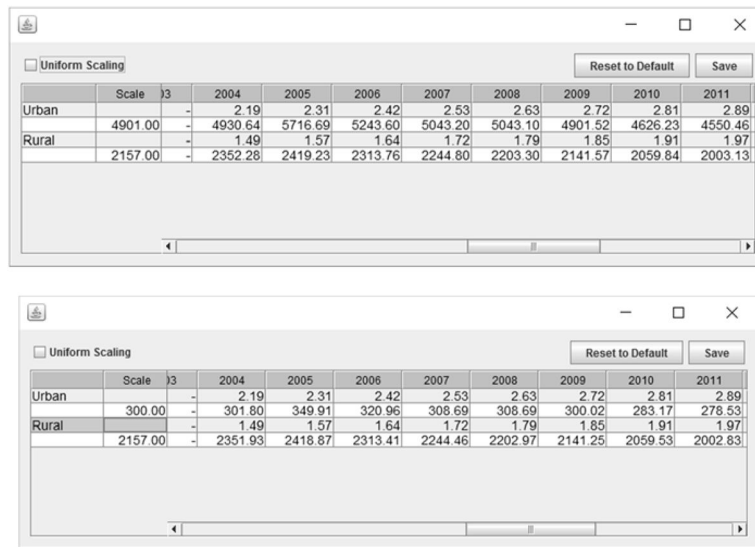 Uniform Scaling Reset to Default Save
Scale 03 2004 2005 2006 2007 2008 2009 2010 2011
Urban - 2.19 2.31 2.42 2.53 2.63 2.72 2.81 2.89
4901.00 - 4930.64 5716.69 5243.60 5043.20 5043.10 4901.52 4626.23 4550.46
Rural - 1.49 1.57 1.64 1.72 1.79 1.85 1.91 1.97
2157.00 - 2352.28 2419.23 2313.76 2244.80 2203.30 2141.57 2059.84 2003.13
Uniform Scaling Reset to Default Save
Scale 03 2004 2005 2006 2007 2008 2009 2010 2011
Urban - 2.19 2.31 2.42 2.53 2.63 2.72 2.81 2.89
300.00 - 301.80 349.91 320.96 308.69 308.69 300.02 283.17 278.53
Rural - 1.49 1.57 1.64 1.72 1.79 1.85 1.91 1.97
2157.00 - 2351.93 2418.87 2313.41 2244.46 2202.97 2141.25 2059.53 2002.83